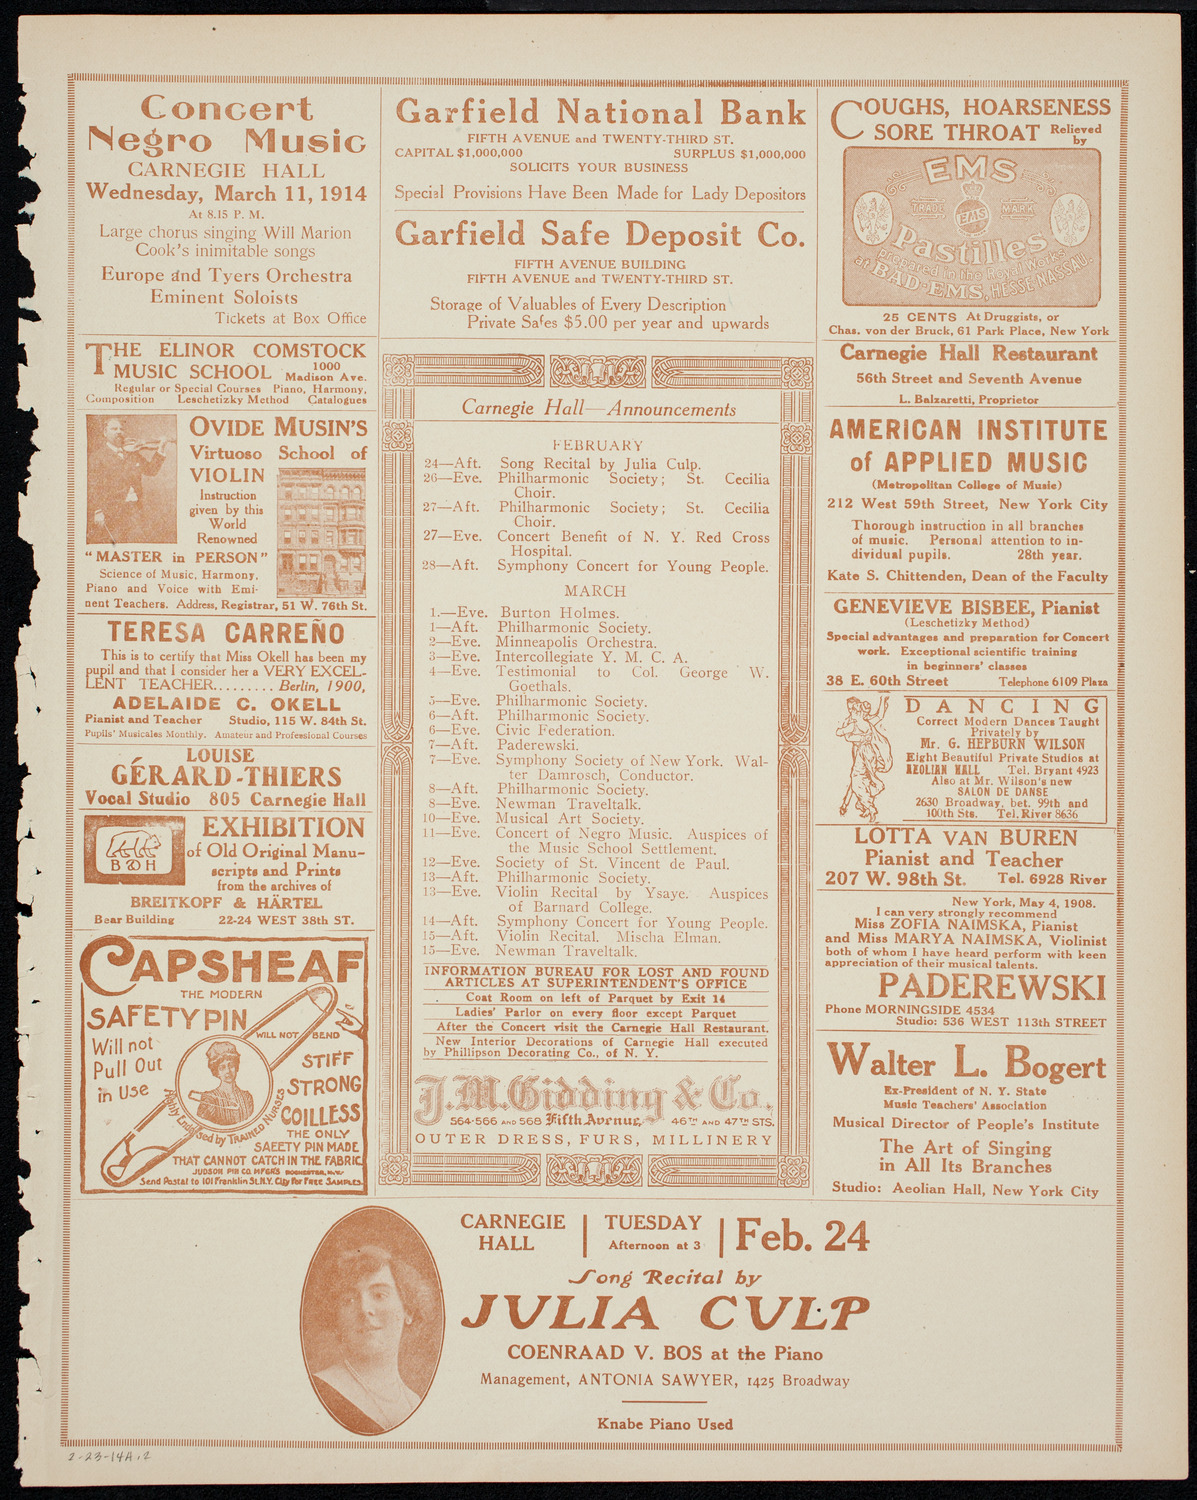 Concert
Negro Music
CARNEGIE HALL
Wednesday, March 11, 1914
At 8.15 P. M.
Large chorus singing Will Marion
Cook's inimitable songs
Europe and Tyers Orchestra
Eminent Soloists
Tickets at Box Office
THE ELINOR COMSTOCK
MUSIC SCHOOL 1000 Madison Ave.
Regular or Special Courses Piano, Harmony,
Composition Leschetizky Method Catalogues
OVIDE MUSIN'S
Virtuoso School of
VIOLIN
Instruction
given by this
World
Renowned
"MASTER in PERSON"
Science of Music, Harmony,
Piano and Voice with Emi-
nent Teachers. Address, Registrar, 51 W. 76th St.
TERESA CARREÑO
This is to certify that Miss Okell has been my
pupil and that I consider her a VERY EXCEL-
LENT TEACHER......... Berlin, 1900,
ADELAIDE C. OKELL
Pianist and Teacher Studio, 115 W. 84th St.
Pupils' Musicales Monthly. Amateur and Professional Courses
LOUISE
GÉRARD-THIERS
Vocal Studio 805 Carnegie Hall
B & H
EXHIBITION
of Old Original Manu-
scripts and Prints
from the archives of
BREITKOPF & HÄRTEL
Bear Building 22-24 WEST 38th ST.
CAPSHEAF
THE MODERN
SAFETY PIN
WILL NOT BEND
Will not
Pull Out
in Use
STIFF
STRONG
COILLESS
Highly Endorsed by TRAINED NURSES
THE ONLY
SAFETY PIN MADE
THAT CANNOT CATCH IN THE FABRIC
JUDSON PIN CO. MFGRS ROCHESTER, N.Y.
Send Postal to 101 Franklin St. N.Y. City For FREE SAMPLES.
Garfield National Bank
FIFTH AVENUE and TWENTY-THIRD ST.
CAPITAL $1,000,000 SURPLUS $1,000,000
SOLICITS YOUR BUSINESS
Special Provisions Have Been Made for Lady Depositors
Garfield Safe Deposit Co.
FIFTH AVENUE BUILDING
FIFTH AVENUE and TWENTY-THIRD ST.
Storage of Valuables of Every Description
Private Safes $5.00 per year and upwards
Carnegie Hall—Announcements
FEBRUARY
24—Aft. Song Recital by Julia Culp.
26—Eve. Philharmonic Society; St. Cecilia
Choir.
27—Aft. Philharmonic Society; St. Cecilia
Choir.
27—Eve. Concert Benefit of N. Y. Red Cross
Hospital.
28—Aft. Symphony Concert for Young People.
MARCH
1.—Eve. Burton Holmes.
1—Aft. Philharmonic Society.
2—Eve. Minneapolis Orchestra.
3—Eve. Intercollegiate Y. M. C. A.
4—Eve. Testimonial to Col. George W.
Goethals.
5—Eve. Philharmonic Society.
6—Aft. Philharmonic Society.
6—Eve. Civic Federation.
7—Aft. Paderewski.
7—Eve. Symphony Society of New York. Wal-
ter Damrosch, Conductor.
8—Aft. Philharmonic Society.
8—Eve. Newman Traveltalk.
10—Eve. Musical Art Society.
11—Eve. Concert of Negro Music. Auspices of
the Music School Settlement.
12—Eve. Society of St. Vincent de Paul.
13—Aft. Philharmonic Society.
13—Eve. Violin Recital by Ysaye. Auspices
of Barnard College.
14—Aft. Symphony Concert for Young People.
15—Aft. Violin Recital. Mischa Elman.
15—Eve. Newman Traveltalk.
INFORMATION BUREAU FOR LOST AND FOUND
ARTICLES AT SUPERINTENDENT'S OFFICE
Coat Room on left of Parquet by Exit 14
Ladies' Parlor on every floor except Parquet
After the Concert visit the Carnegie Hall Restaurant.
New Interior Decorations of Carnegie Hall executed
by Phillipson Decorating Co., of N. Y.
J. M. Gidding & Co.
564-566 AND 568 Fifth Avenue, 46TH AND 47TH STS.
OUTER DRESS, FURS, MILLINERY
COUGHS, HOARSENESS
SORE THROAT Relieved by
EMS
TRADE MARK
EMS
Pastilles
prepared in the Royal Works
at BAD-EMS, HESSE NASSAU.
25 CENTS At Druggists, or
Chas. von der Bruck, 61 Park Place, New York
Carnegie Hall Restaurant
56th Street and Seventh Avenue
L. Balzaretti, Proprietor
AMERICAN INSTITUTE
of APPLIED MUSIC
(Metropolitan College of Music)
212 West 59th Street, New York City
Thorough instruction in all branches
of music. Personal attention to in-
dividual pupils. 28th year.
Kate S. Chittenden, Dean of the Faculty
GENEVIEVE BISBEE, Pianist
(Leschetizky Method)
Special advantages and preparation for Concert
work. Exceptional scientific training
in beginners' classes
38 E. 60th Street Telephone 6109 Plaza
DANCING
Correct Modern Dances Taught
Privately by
Mr. G. HEPBURN WILSON
Eight Beautiful Private Studios at
AEOLIAN HALL Tel. Bryant 4923
Also at Mr. Wilson's new
SALON DE DANSE
2630 Broadway, bet. 99th and
100th Sts. Tel. River 8636
LOTTA VAN BUREN
Pianist and Teacher
207 W. 98th St. Tel. 6928 River
New York, May 4, 1908.
I can very strongly recommend
Miss ZOFIA NAIMSKA, Pianist
and Miss MARYA NAIMSKA, Violinist
both of whom I have heard perform with keen
appreciation of their musical talents.
PADEREWSKI
Phone MORNINGSIDE 4534
Studio: 536 WEST 113th STREET
Walter L. Bogert
Ex-President of N. Y. State
Music Teachers' Association
Musical Director of People's Institute
The Art of Singing
in All Its Branches
Studio: Aeolian Hall, New York City
CARNEGIE HALL | TUESDAY Afternoon at 3 | Feb. 24
Song Recital by
JULIA CULP
COENRAAD V. BOS at the Piano
Management, ANTONIA SAWYER, 1425 Broadway
Knabe Piano Used
2-23-14A.2